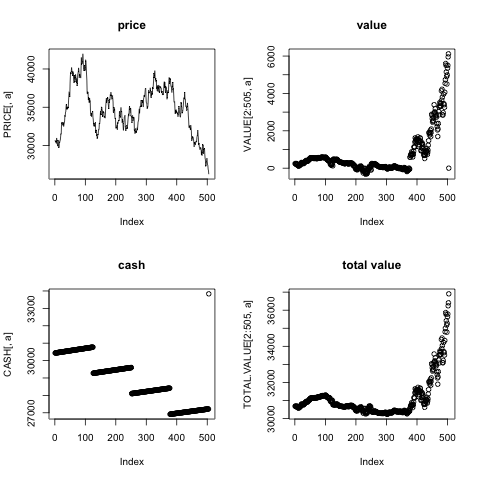 price
PRICE[, a]
40000
35000
30000
0 100 200 300 400 500
Index
value
VALUE[2:505, a]
6000
4000
2000
0
0 100 200 300 400 500
Index
cash
CASH[, a]
33000
30000
27000
0 100 200 300 400 500
Index
total value
TOTAL.VALUE[2:505, a]
36000
34000
32000
30000
0 100 200 300 400 500
Index